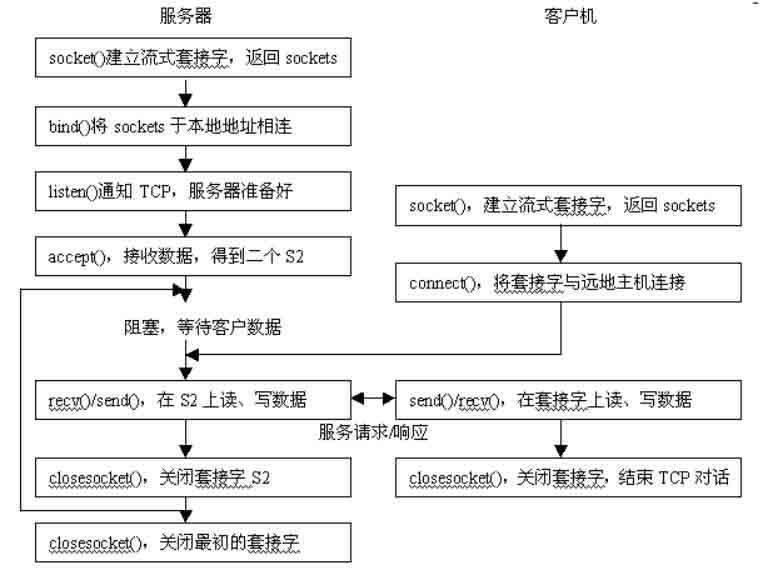 服务器
客户机
socket()建立流式套接字，返回 sockets
bind()将 sockets 于本地地址相连
listen()通知 TCP，服务器准备好
socket()，建立流式套接字，返回 sockets
accept()，接收数据，得到二个 S2
connect()，将套接字与远地主机连接
阻塞，等待客户数据
recv()/send()，在 S2 上读、写数据
send()/recv()，在套接字上读、写数据
服务请求/响应
closesocket()，关闭套接字 S2
closesocket()，关闭套接字，结束 TCP 对话
closesocket()，关闭最初的套接字